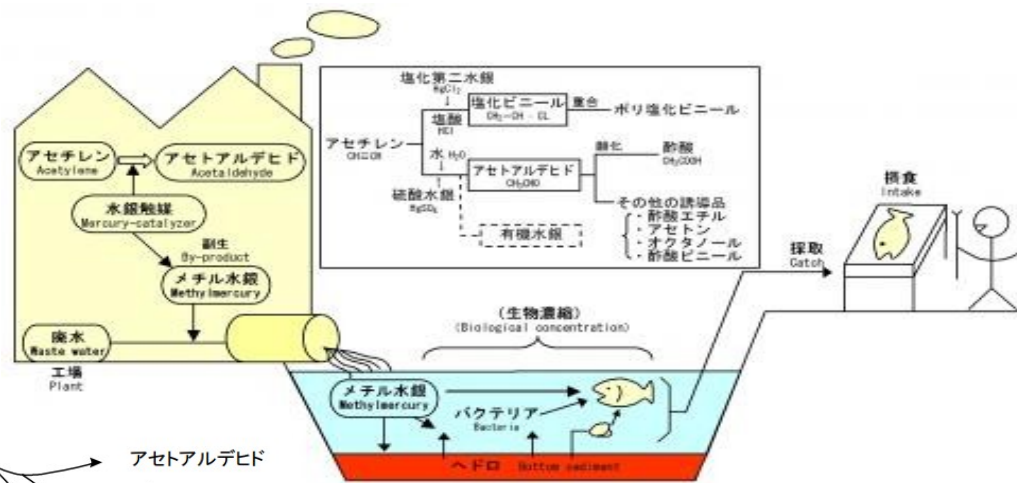 アセチレン
Acetylene
アセトアルデヒド
Acetaldehyde
水銀触媒
Mercury-catalyzer
副生
By-product
メチル水銀
Methylmercury
廃水
Waste water
工場
Plant
塩化第二水銀
HgCl₂
塩酸
HCl
アセチレン
CH≡CH
水 H₂O
硫酸水銀
HgSO₄
塩化ビニール
CH₂−CH・CL
重合
ポリ塩化ビニール
アセトアルデヒド
CH₃CHO
酢酸
CH₃COOH
その他の誘導品
・酢酸エチル
・アセトン
・オクタノール
・酢酸ビニール
有機水銀
摂食
Intake
採取
Catch
(生物濃縮)
(Biological concentration)
メチル水銀
Methylmercury
バクテリア
Bacteria
ヘドロ Bottom sediment
アセトアルデヒド